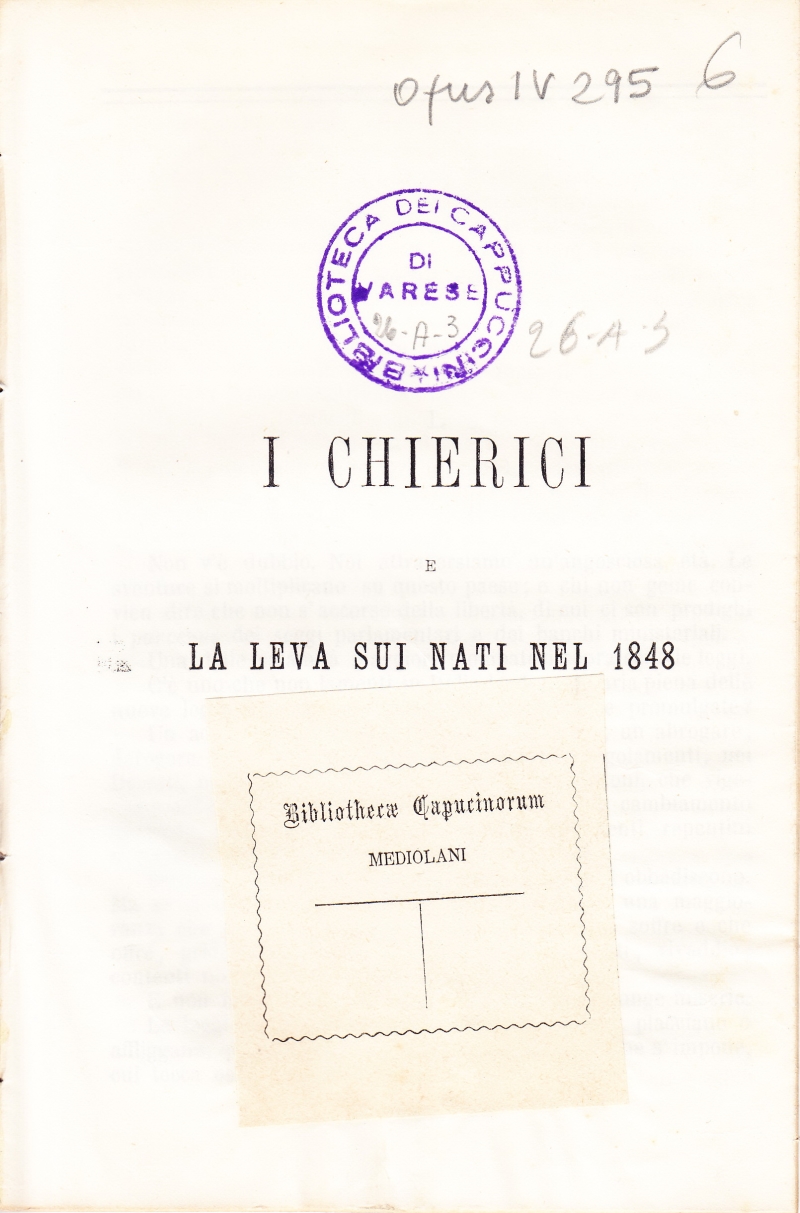 Opus IV 295 6
BIBLIOTECA DEI CAPPUCCINI
DI
VARESE
26-A-3
26-A-3
I CHIERICI
E
LA LEVA SUI NATI NEL 1848
Bibliothecæ Capucinorum
MEDIOLANI